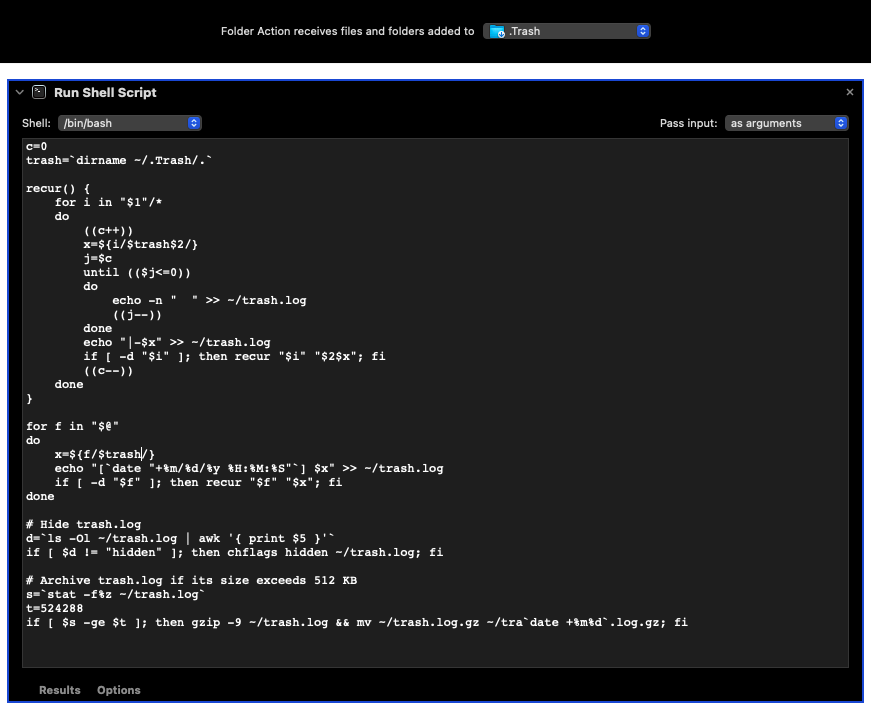 Folder Action receives files and folders added to .Trash
Run Shell Script
Shell: /bin/bash Pass input: as arguments
c=0
trash=`dirname ~/.Trash/.`
recur() {
    for i in "$1"/*
    do
        ((c++))
        x=${i/$trash$2/}
        j=$c
        until (($j<=0))
        do
            echo -n "  " >> ~/trash.log
            ((j--))
        done
        echo "|-$x" >> ~/trash.log
        if [ -d "$i" ]; then recur "$i" "$2$x"; fi
        ((c--))
    done
}
for f in "$@"
do
    x=${f/$trash/}
    echo "[`date "+%m/%d/%y %H:%M:%S"`] $x" >> ~/trash.log
    if [ -d "$f" ]; then recur "$f" "$x"; fi
done
# Hide trash.log
d=`ls -Ol ~/trash.log | awk '{ print $5 }'`
if [ $d != "hidden" ]; then chflags hidden ~/trash.log; fi
# Archive trash.log if its size exceeds 512 KB
s=`stat -f%z ~/trash.log`
t=524288
if [ $s -ge $t ]; then gzip -9 ~/trash.log && mv ~/trash.log.gz ~/tra`date +%m%d`.log.gz; fi
Results Options